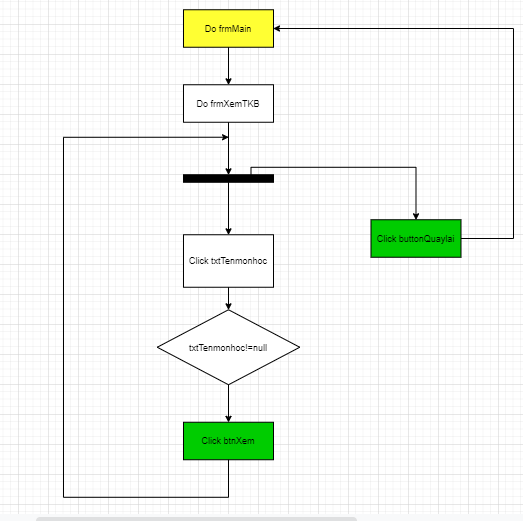 Do frmMain
Do frmXemTKB
Click buttonQuaylai
Click txtTenmonhoc
txtTenmonhoc!=null
Click btnXem